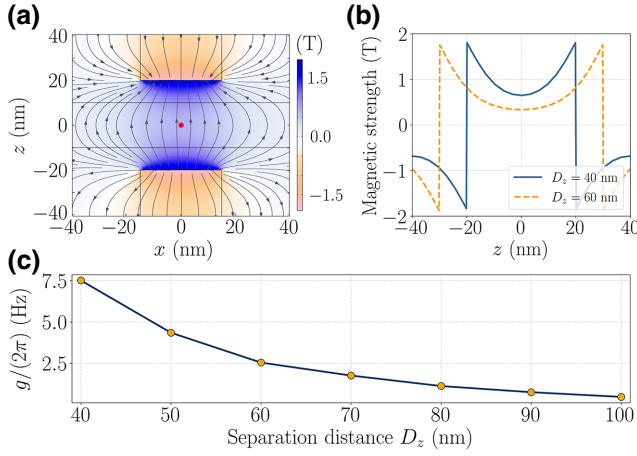 (a)
(T)
z (nm)
40
20
0
−20
−40
−40
−20
0
20
40
x (nm)
1.5
0.0
−1.5
(b)
Magnetic strength (T)
2
1
0
−1
−2
−40
−20
0
20
40
z (nm)
D_z = 40 nm
D_z = 60 nm
(c)
g/(2π) (Hz)
7.5
5.0
2.5
40
50
60
70
80
90
100
Separation distance D_z (nm)